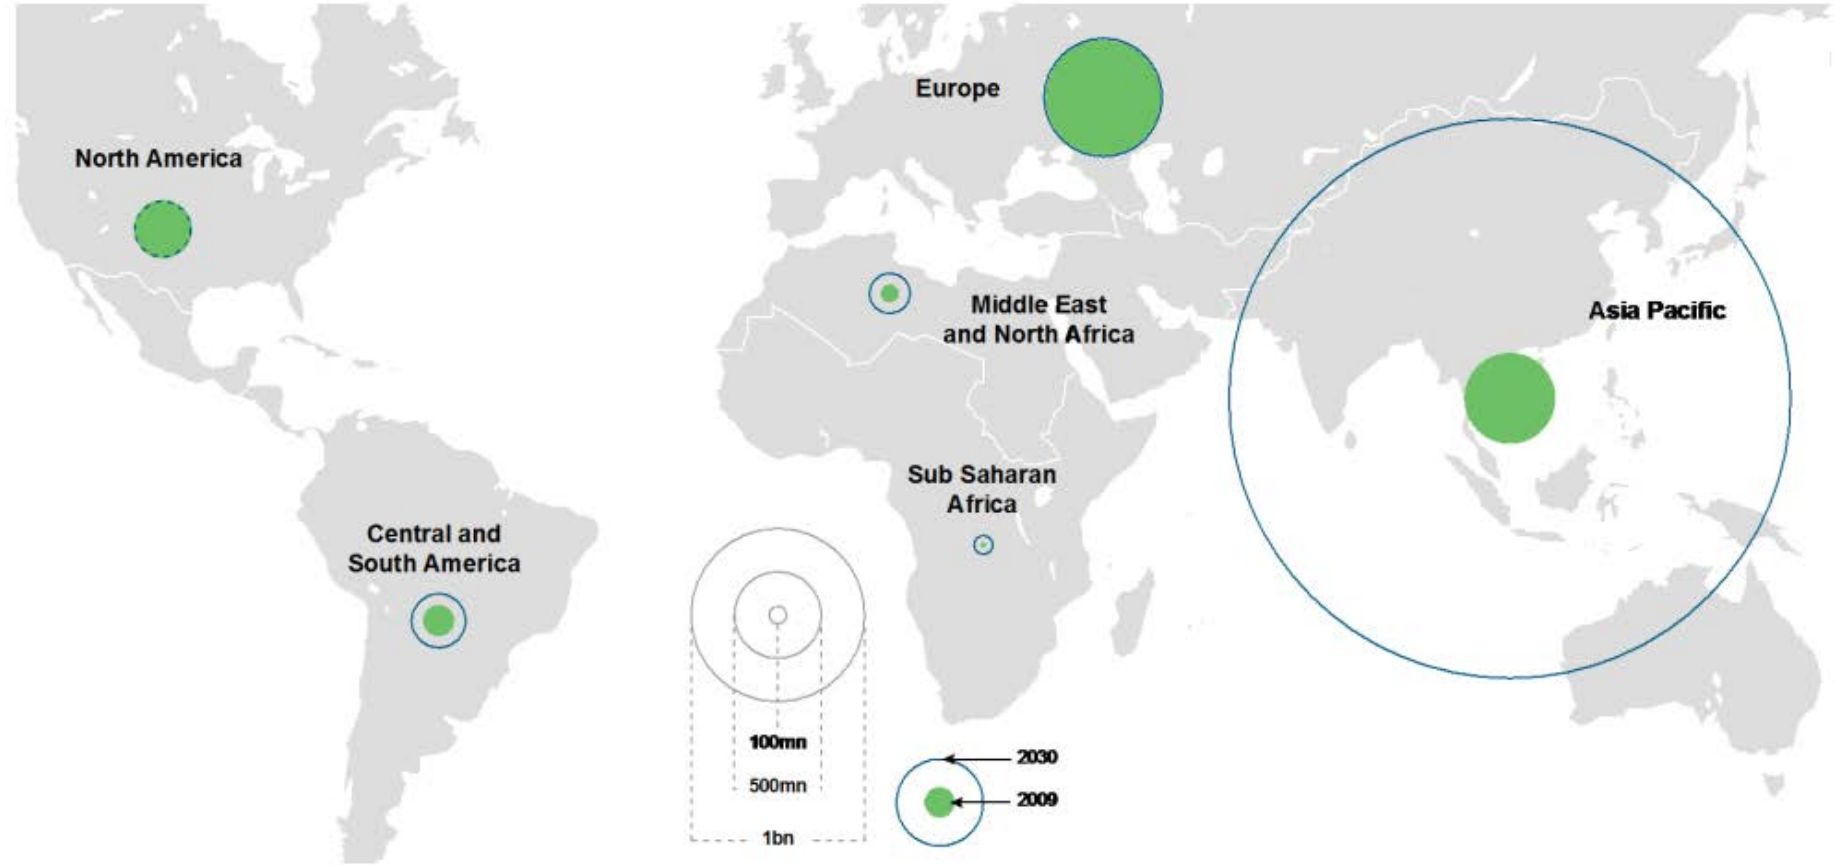 Europe
North America
Middle East
and North Africa
Asia Pacific
Sub Saharan
Africa
Central and
South America
100mn
500mn
1bn
2030
2009